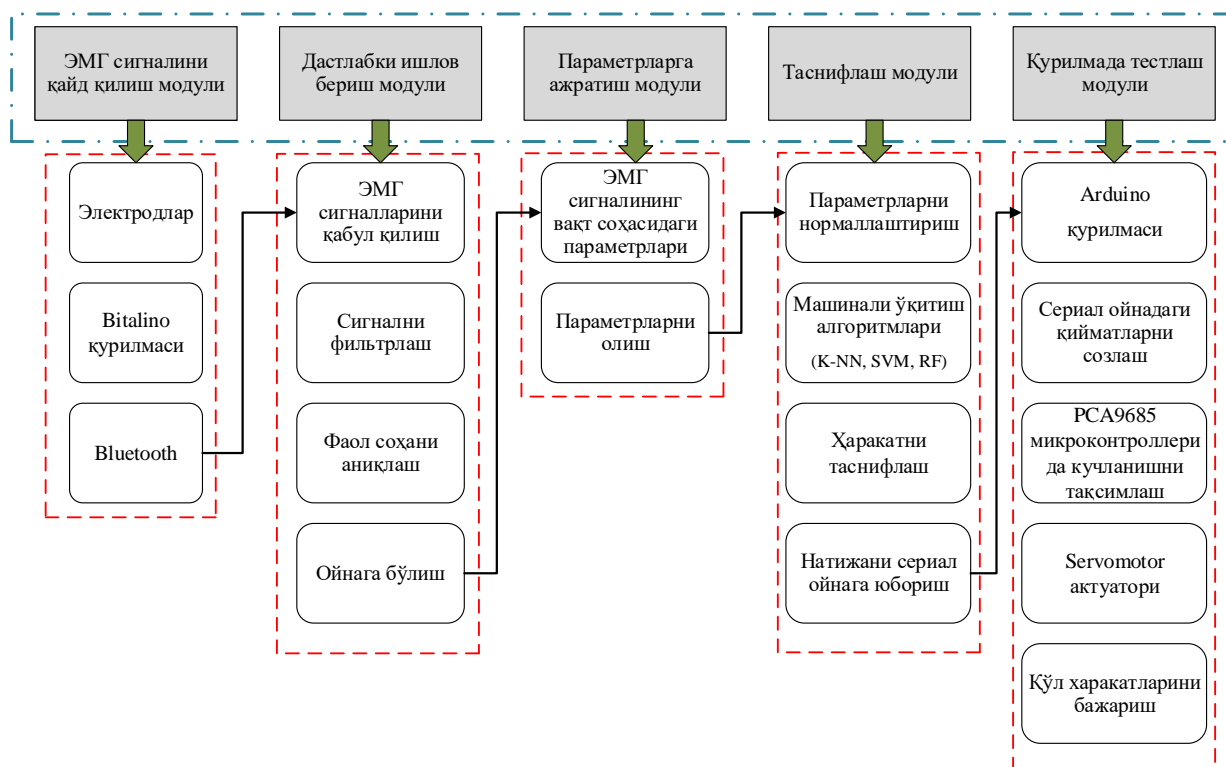 ЭМГ сигналини
қайд қилиш модули
Дастлабки ишлов
бериш модули
Параметрларга
ажратиш модули
Таснифлаш модули
Қурилмада тестлаш
модули
Электродлар
Bitalino
қурилмаси
Bluetooth
ЭМГ
сигналларини
қабул қилиш
Сигнални
фильтрлаш
Фаол соҳани
аниқлаш
Ойнага бўлиш
ЭМГ
сигналининг
вақт соҳасидаги
параметрлари
Параметрларни
олиш
Параметрларни
нормаллаштириш
Машинали ўқитиш
алгоритмлари
(K-NN, SVM, RF)
Ҳаракатни
таснифлаш
Натижани сериал
ойнага юбориш
Arduino
қурилмаси
Сериал ойнадаги
қийматларни
созлаш
PCA9685
микроконтроллери
да кучланишни
тақсимлаш
Servomotor
актуатори
Қўл ҳаракатларини
бажариш